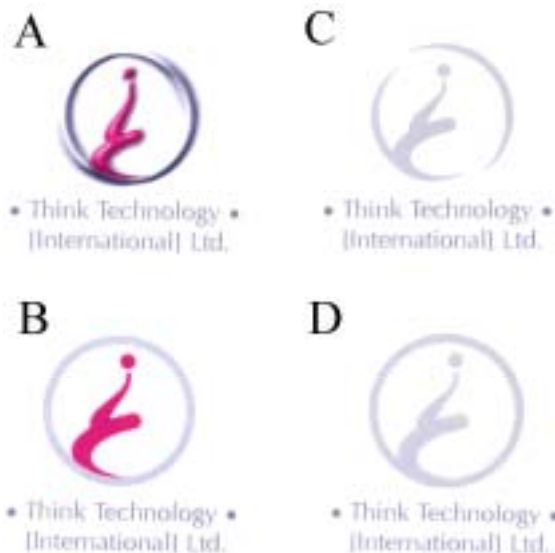 A
• Think Technology •
[International] Ltd.
C
• Think Technology •
[International] Ltd.
B
• Think Technology •
[International] Ltd.
D
• Think Technology •
[International] Ltd.